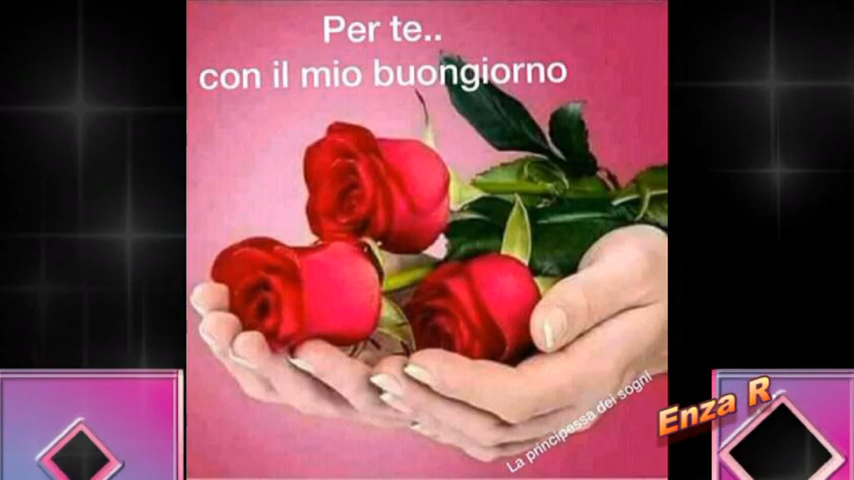 Per te..
con il mio buongiorno
La principessa dei sogni
Enza R.